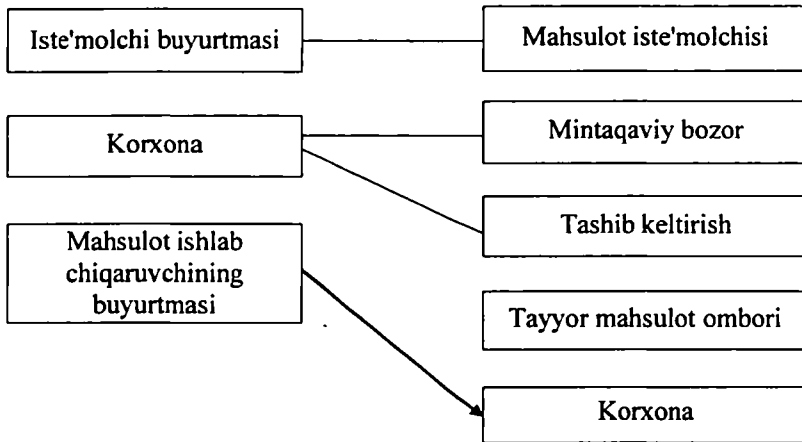 Iste'molchi buyurtmasi
Mahsulot iste'molchisi
Korxona
Mintaqaviy bozor
Tashib keltirish
Mahsulot ishlab
chiqaruvchining
buyurtmasi
Tayyor mahsulot ombori
Korxona